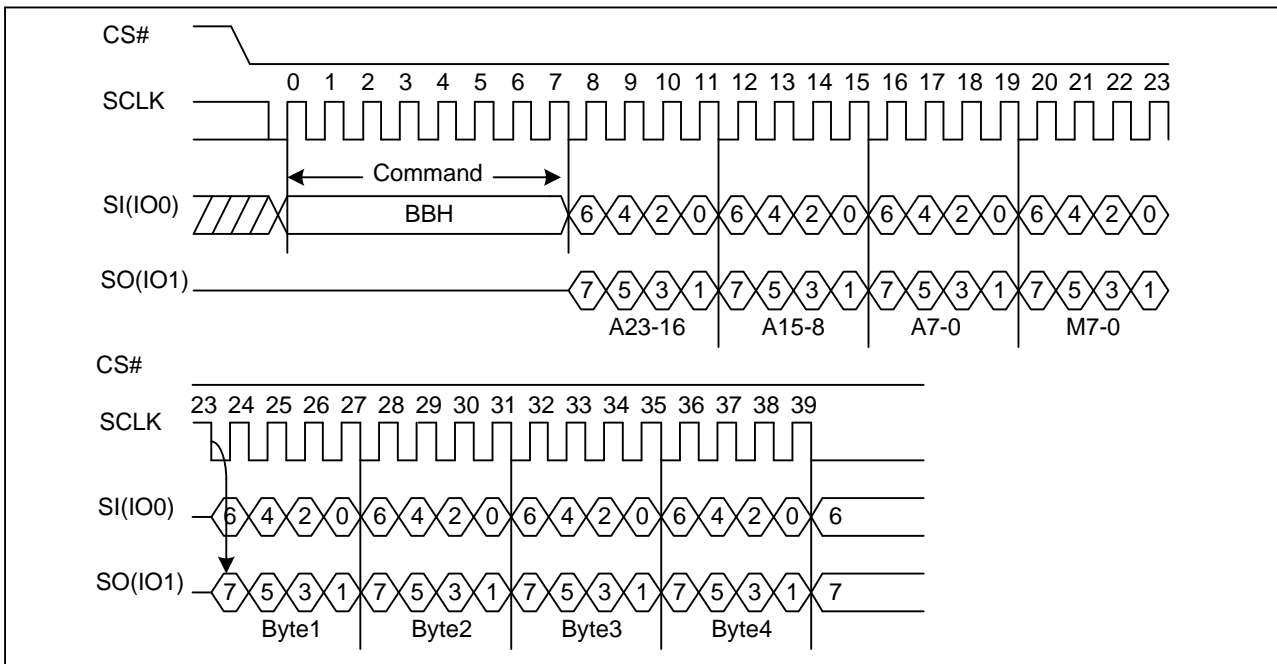 CS#
0 1 2 3 4 5 6 7 8 9 10 11 12 13 14 15 16 17 18 19 20 21 22 23
SCLK
Command
SI(IO0) BBH 6 4 2 0 6 4 2 0 6 4 2 0 6 4 2 0
SO(IO1) 7 5 3 1 7 5 3 1 7 5 3 1 7 5 3 1
A23-16 A15-8 A7-0 M7-0
CS#
23 24 25 26 27 28 29 30 31 32 33 34 35 36 37 38 39
SCLK
SI(IO0) 6 4 2 0 6 4 2 0 6 4 2 0 6 4 2 0 6
SO(IO1) 7 5 3 1 7 5 3 1 7 5 3 1 7 5 3 1 7
Byte1 Byte2 Byte3 Byte4